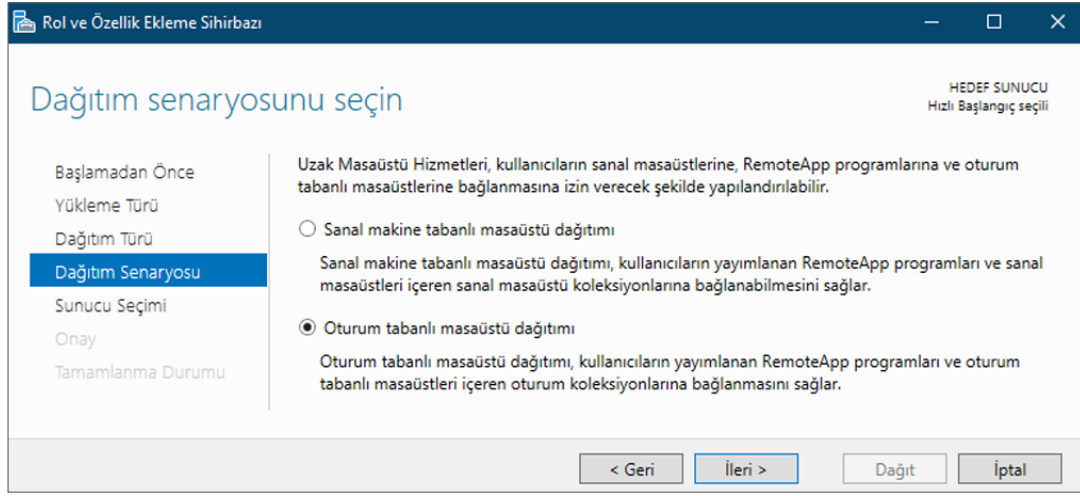 Rol ve Özellik Ekleme Sihirbazı
Dağıtım senaryosunu seçin
HEDEF SUNUCU
Hızlı Başlangıç seçili
Başlamadan Önce
Yükleme Türü
Dağıtım Türü
Dağıtım Senaryosu
Sunucu Seçimi
Onay
Tamamlanma Durumu
Uzak Masaüstü Hizmetleri, kullanıcıların sanal masaüstlerine, RemoteApp programlarına ve oturum
tabanlı masaüstlerine bağlanmasına izin verecek şekilde yapılandırılabilir.
Sanal makine tabanlı masaüstü dağıtımı
Sanal makine tabanlı masaüstü dağıtımı, kullanıcıların yayımlanan RemoteApp programları ve sanal
masaüstleri içeren sanal masaüstü koleksiyonlarına bağlanabilmesini sağlar.
Oturum tabanlı masaüstü dağıtımı
Oturum tabanlı masaüstü dağıtımı, kullanıcıların yayımlanan RemoteApp programları ve oturum
tabanlı masaüstleri içeren oturum koleksiyonlarına bağlanmasını sağlar.
< Geri
İleri >
Dağıt
İptal